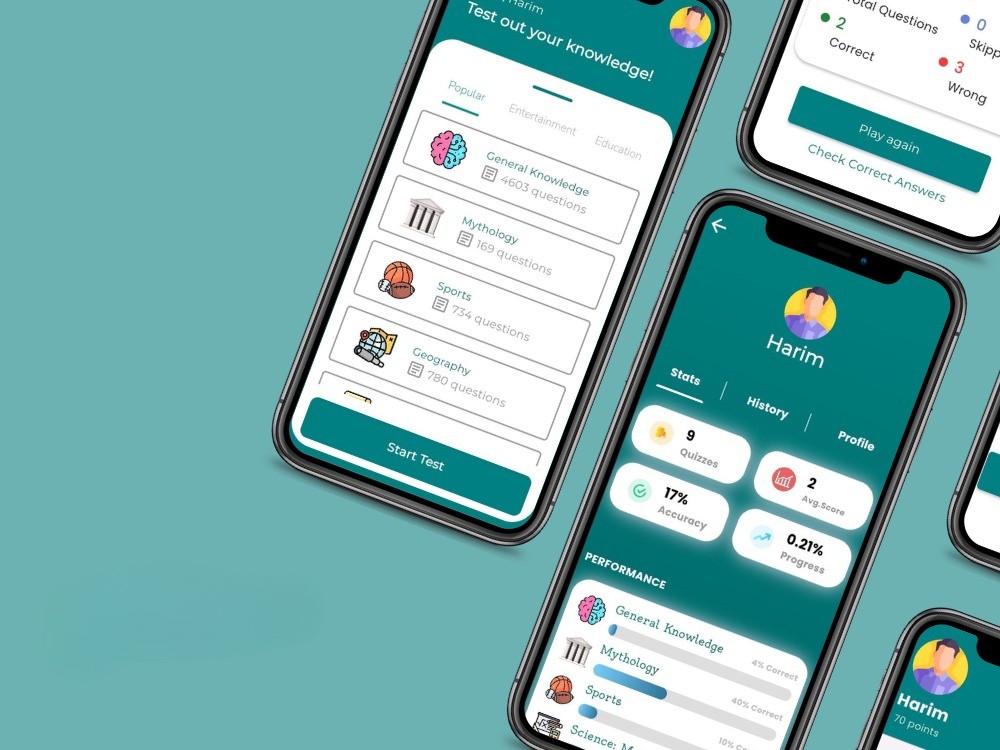 Harim
Test out your knowledge!
Popular
Entertainment
Education
General Knowledge
4603 questions
Mythology
169 questions
Sports
734 questions
Geography
780 questions
Start Test
Total Questions
0
2
Correct
3
Wrong
Play again
Check Correct Answers
Harim
Stats
History
Profile
9
Quizzes
2
Avg.Score
17%
Accuracy
0.21%
Progress
PERFORMANCE
General Knowledge
4% Correct
Mythology
40% Correct
Sports
10%
Science:
Harim
70 points